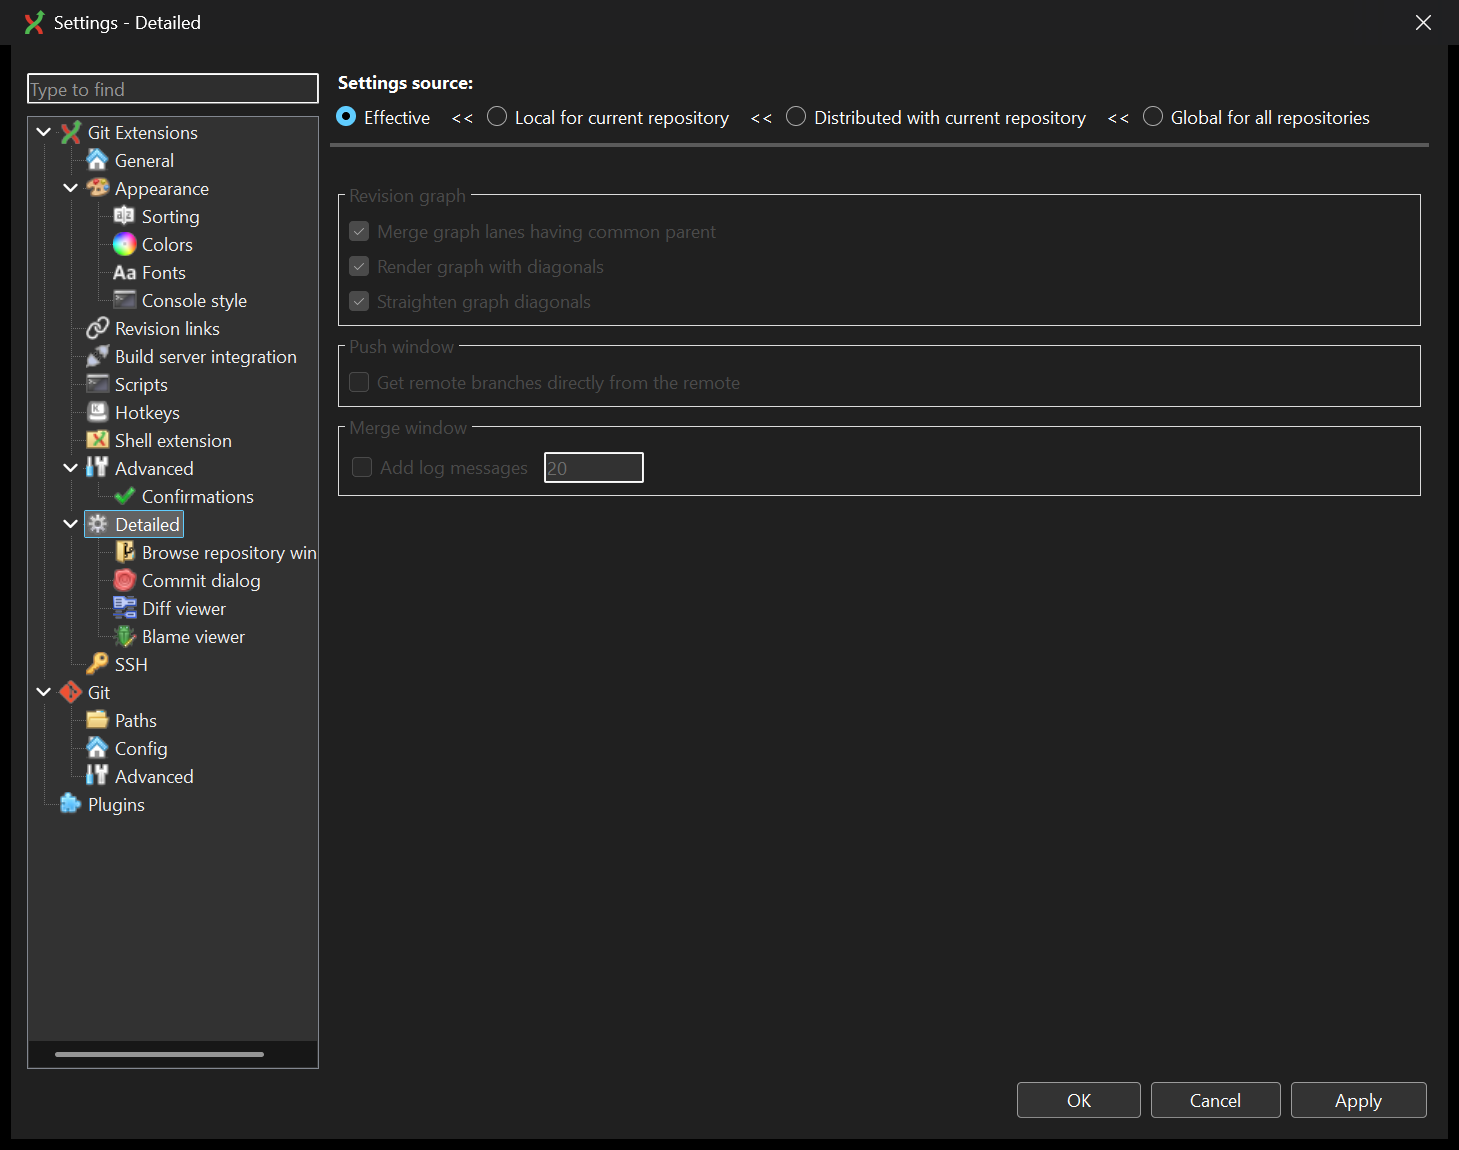 Settings - Detailed
Type to find
Git Extensions
General
Appearance
Sorting
Colors
Fonts
Console style
Revision links
Build server integration
Scripts
Hotkeys
Shell extension
Advanced
Confirmations
Detailed
Browse repository win
Commit dialog
Diff viewer
Blame viewer
SSH
Git
Paths
Config
Advanced
Plugins
Settings source:
Effective << Local for current repository << Distributed with current repository << Global for all repositories
Revision graph
Merge graph lanes having common parent
Render graph with diagonals
Straighten graph diagonals
Push window
Get remote branches directly from the remote
Merge window
Add log messages 20
OK Cancel Apply